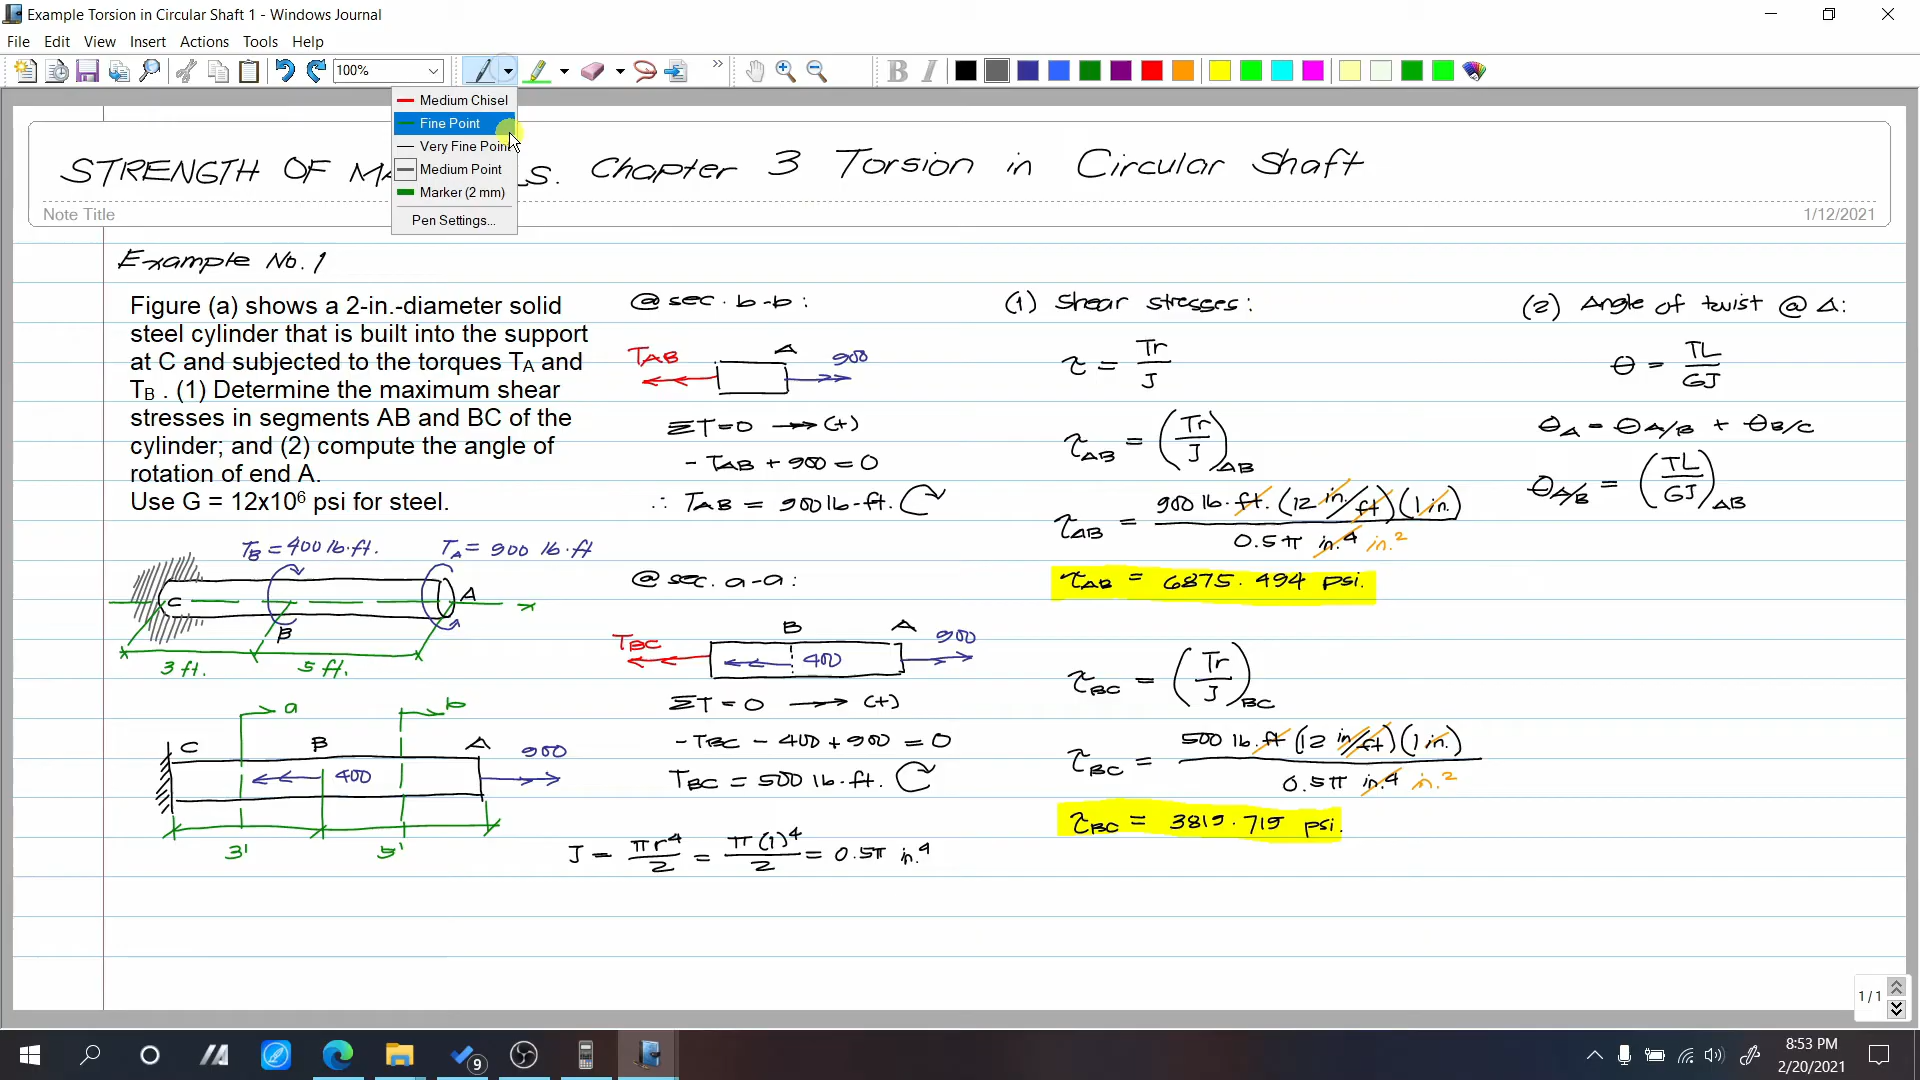 Example Torsion in Circular Shaft 1 - Windows Journal
File Edit View Insert Actions Tools Help
100%
B I
Medium Chisel
Fine Point
Very Fine Point
Medium Point
Marker (2 mm)
Pen Settings...
STRENGTH OF MA S. Chapter 3 Torsion in Circular Shaft
Note Title
1/12/2021
Example No. 1
Figure (a) shows a 2-in.-diameter solid
steel cylinder that is built into the support
at C and subjected to the torques TA and
TB . (1) Determine the maximum shear
stresses in segments AB and BC of the
cylinder; and (2) compute the angle of
rotation of end A.
Use G = 12x10⁶ psi for steel.
TB = 400 lb·ft. TA = 900 lb·ft
C B A x
3 ft. 5 ft.
a b
C B A 900
400
3' 5'
@ sec. b-b:
TAB A 900
ΣT=0 → (+)
- TAB + 900 = 0
∴ TAB = 900 lb-ft.
@ sec. a-a:
TBC B A 900
400
ΣT = 0 → (+)
-TBC - 400 + 900 = 0
TBC = 500 lb·ft.
J = πr⁴/2 = π(1)⁴/2 = 0.5π in.⁴
(1) Shear stresses:
τ = Tr/J
τAB = (Tr/J)AB
τAB = 900 lb·ft. (12 in/ft)(1 in.)/0.5π in.⁴ in.²
τAB = 6875.494 psi.
τBC = (Tr/J)BC
τBC = 500 lb·ft (12 in/ft)(1 in.)/0.5π in.⁴ in.²
τBC = 3819.719 psi.
(2) Angle of twist @ A:
θ = TL/GJ
θA = θA/B + θB/C
θA/B = (TL/GJ)AB
1 / 1
9
8:53 PM
2/20/2021